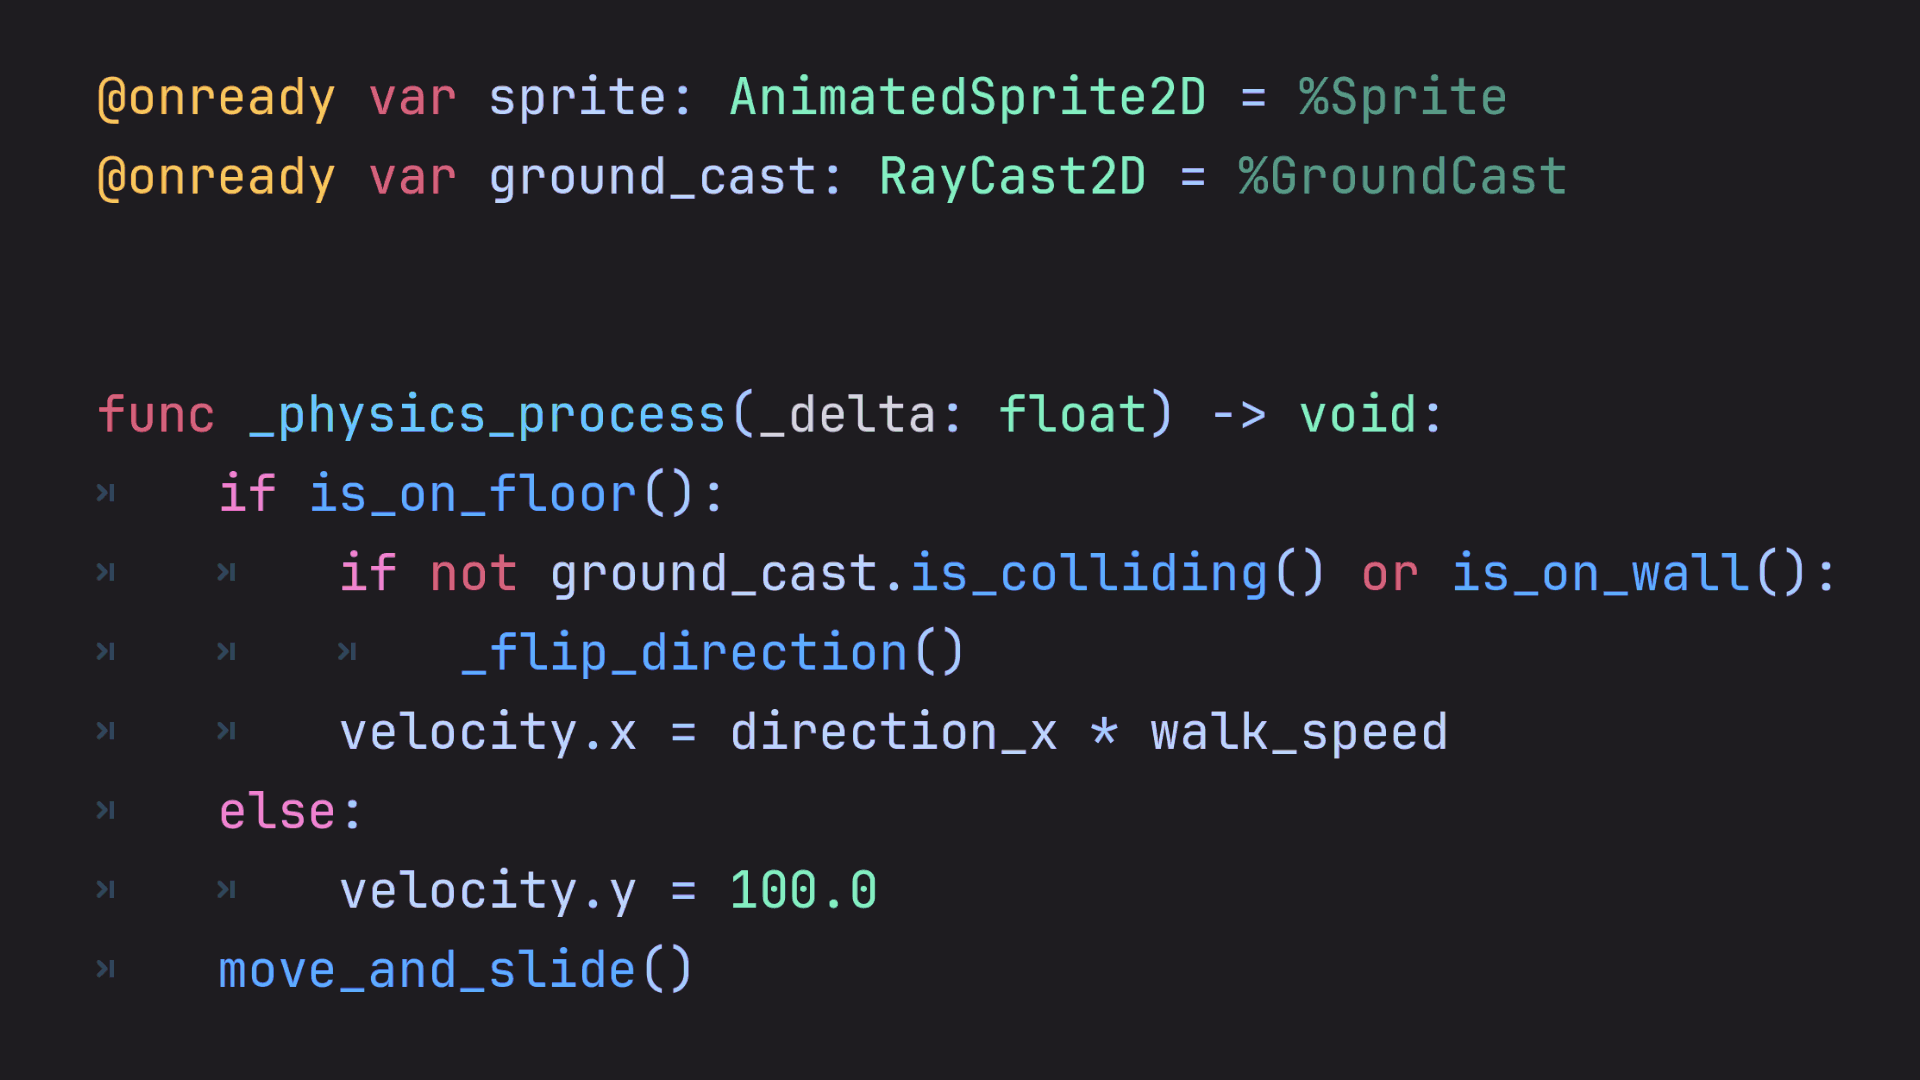 @onready var sprite: AnimatedSprite2D = %Sprite
@onready var ground_cast: RayCast2D = %GroundCast
func _physics_process(_delta: float) -> void:
if is_on_floor():
if not ground_cast.is_colliding() or is_on_wall():
_flip_direction()
velocity.x = direction_x * walk_speed
else:
velocity.y = 100.0
move_and_slide()